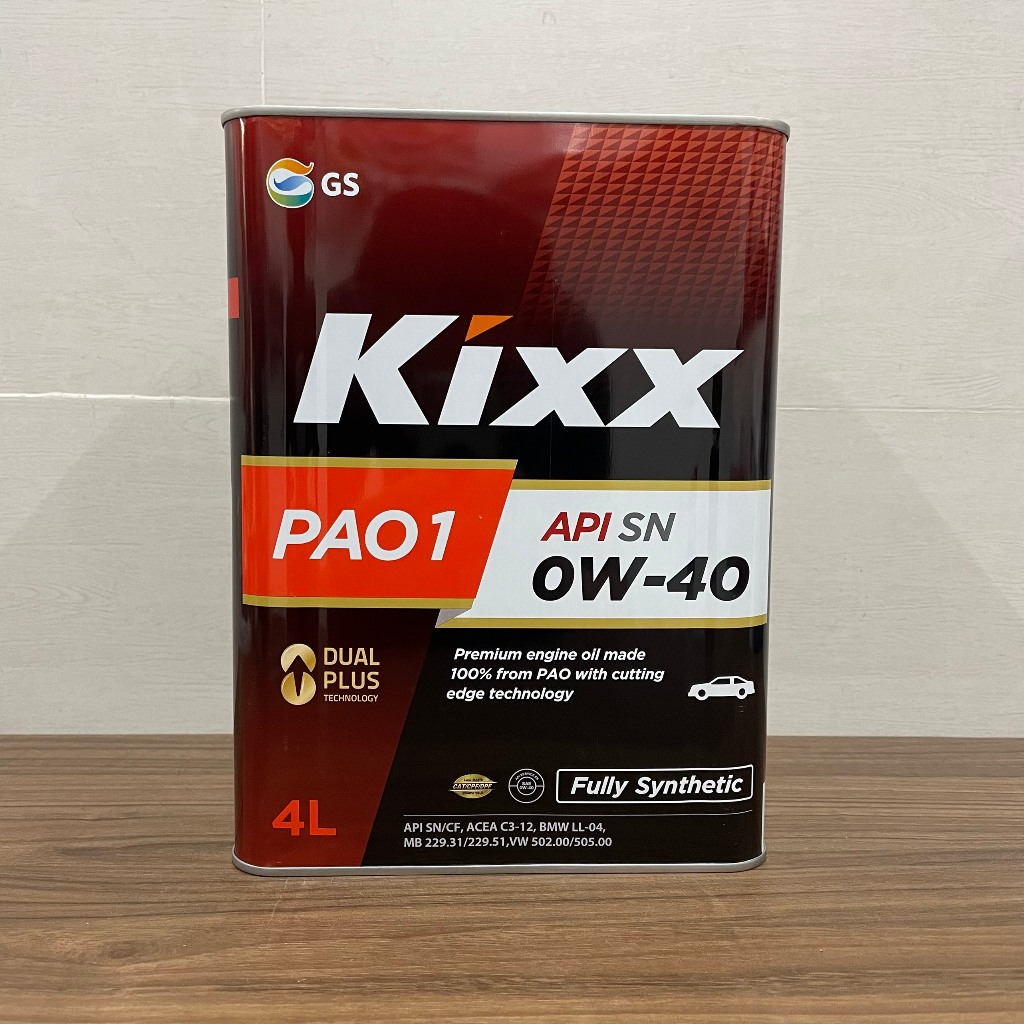 GS
Kixx
PAO 1
API SN
0W-40
DUAL
PLUS
TECHNOLOGY
Premium engine oil made
100% from PAO with cutting
edge technology
Fully Synthetic
4L
API SN/CF, ACEA C3-12, BMW LL-04,
MB 229.31/229.51,VW 502.00/505.00